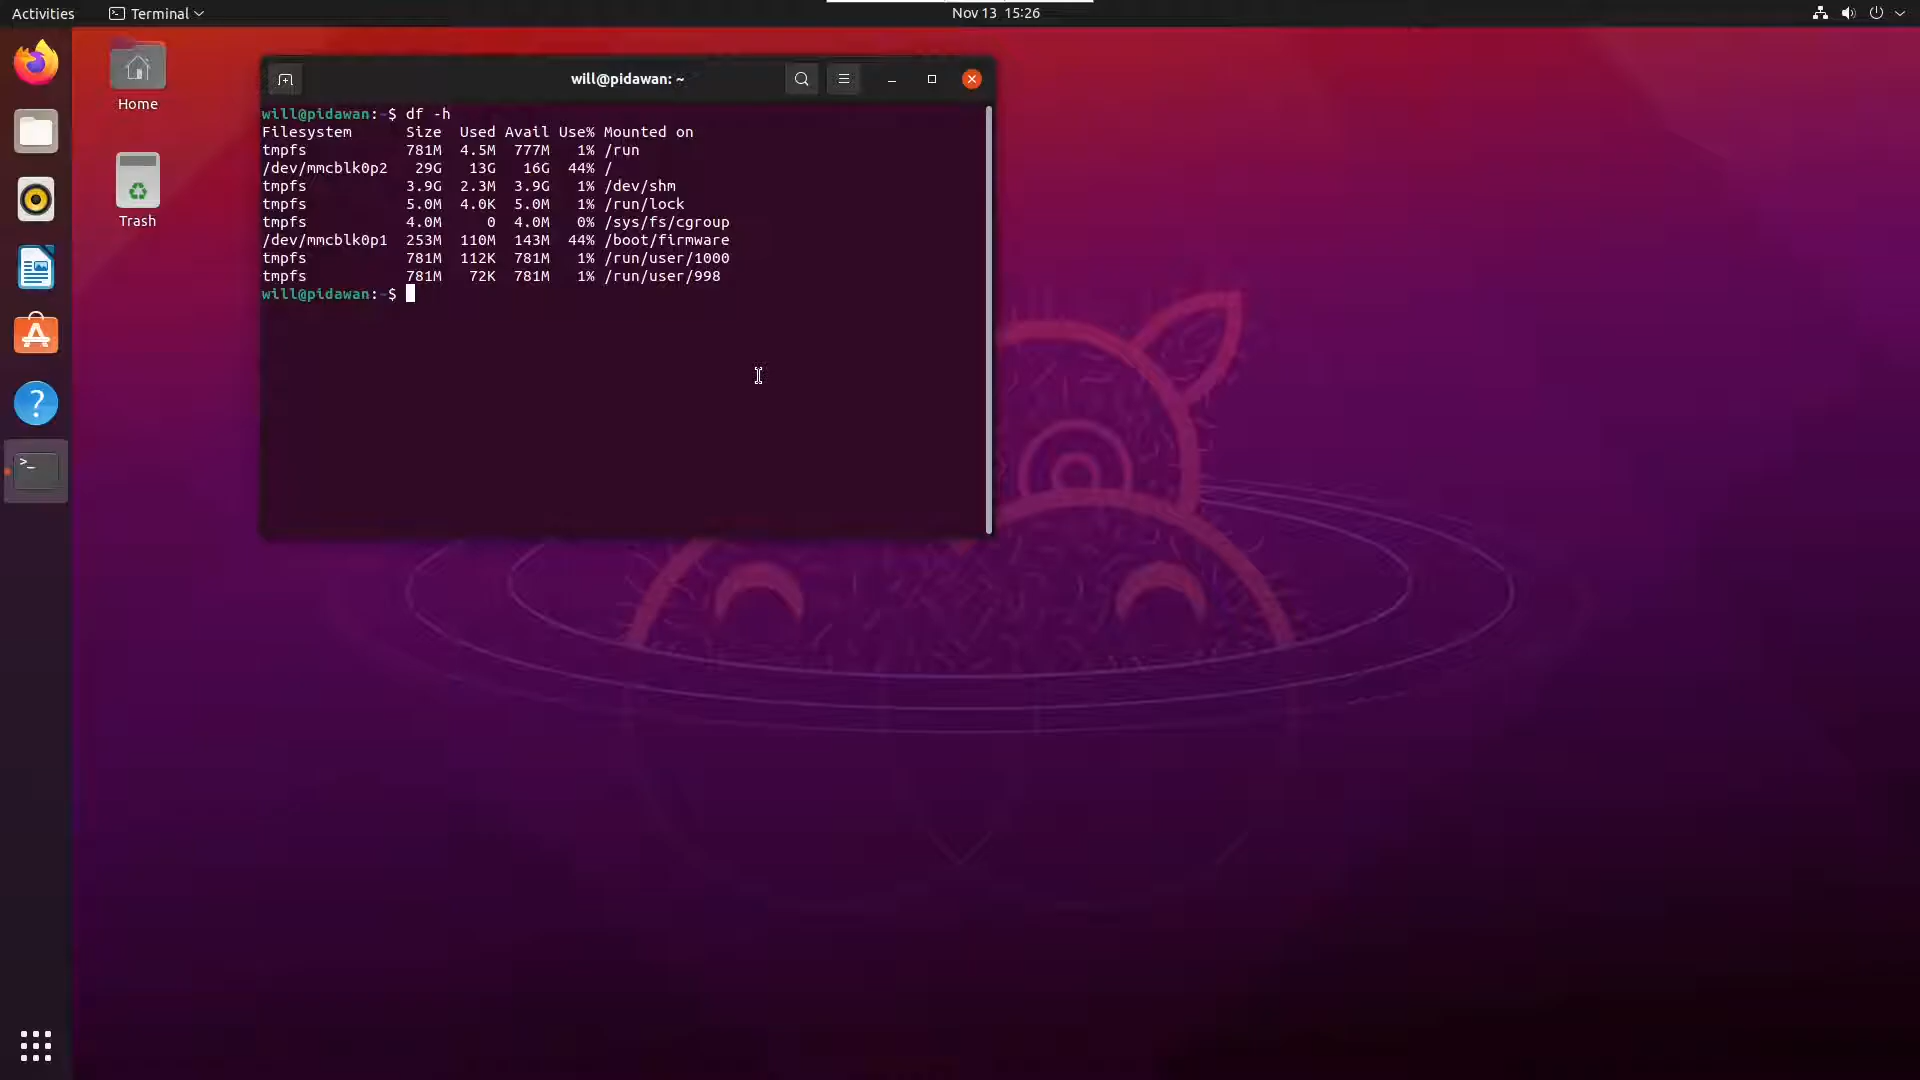 Activities
Terminal
Nov 13 15:26
Home
Trash
will@pidawan: ~
will@pidawan:~$ df -h
Filesystem      Size  Used Avail Use% Mounted on
tmpfs           781M  4.5M  777M   1% /run
/dev/mmcblk0p2   29G   13G   16G  44% /
tmpfs           3.9G  2.3M  3.9G   1% /dev/shm
tmpfs           5.0M  4.0K  5.0M   1% /run/lock
tmpfs           4.0M     0  4.0M   0% /sys/fs/cgroup
/dev/mmcblk0p1  253M  110M  143M  44% /boot/firmware
tmpfs           781M  112K  781M   1% /run/user/1000
tmpfs           781M   72K  781M   1% /run/user/998
will@pidawan:~$